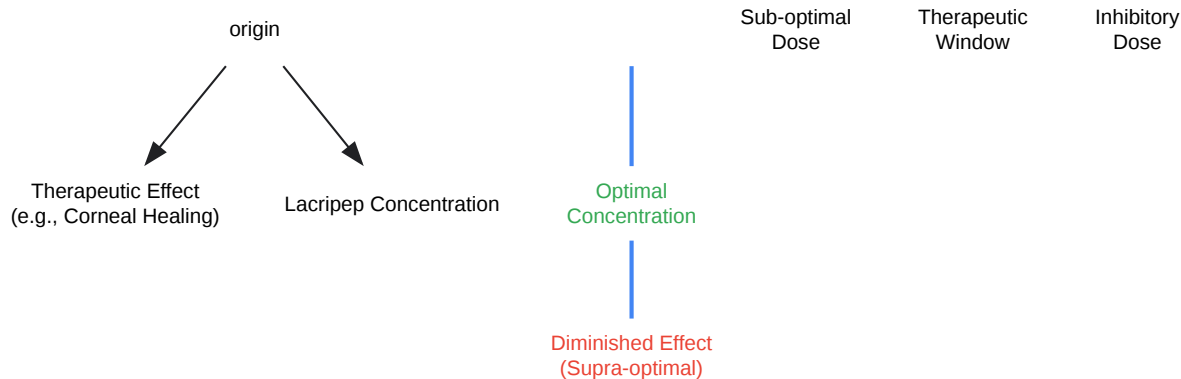 origin
Sub-optimal
Dose
Therapeutic
Window
Inhibitory
Dose
Therapeutic Effect
(e.g., Corneal Healing)
Lacripep Concentration
Optimal
Concentration
Diminished Effect
(Supra-optimal)